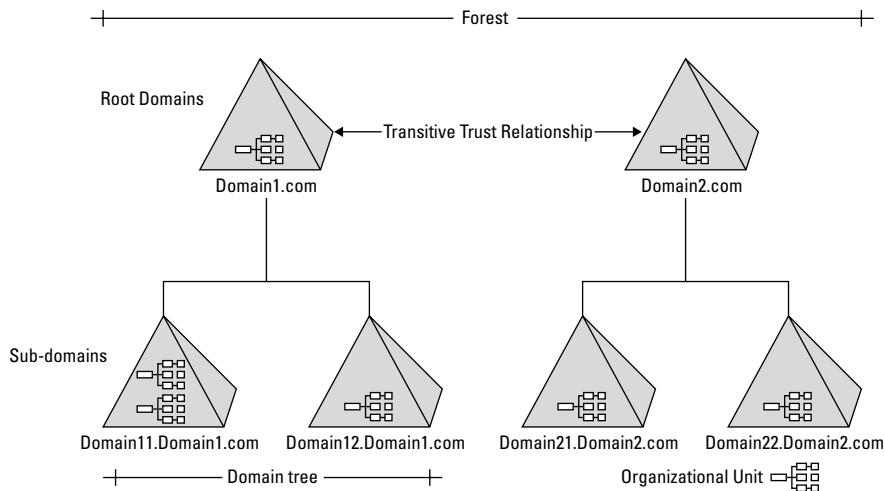 Forest
Root Domains
Transitive Trust Relationship
Domain1.com
Domain2.com
Sub-domains
Domain11.Domain1.com
Domain12.Domain1.com
Domain21.Domain2.com
Domain22.Domain2.com
Domain tree
Organizational Unit